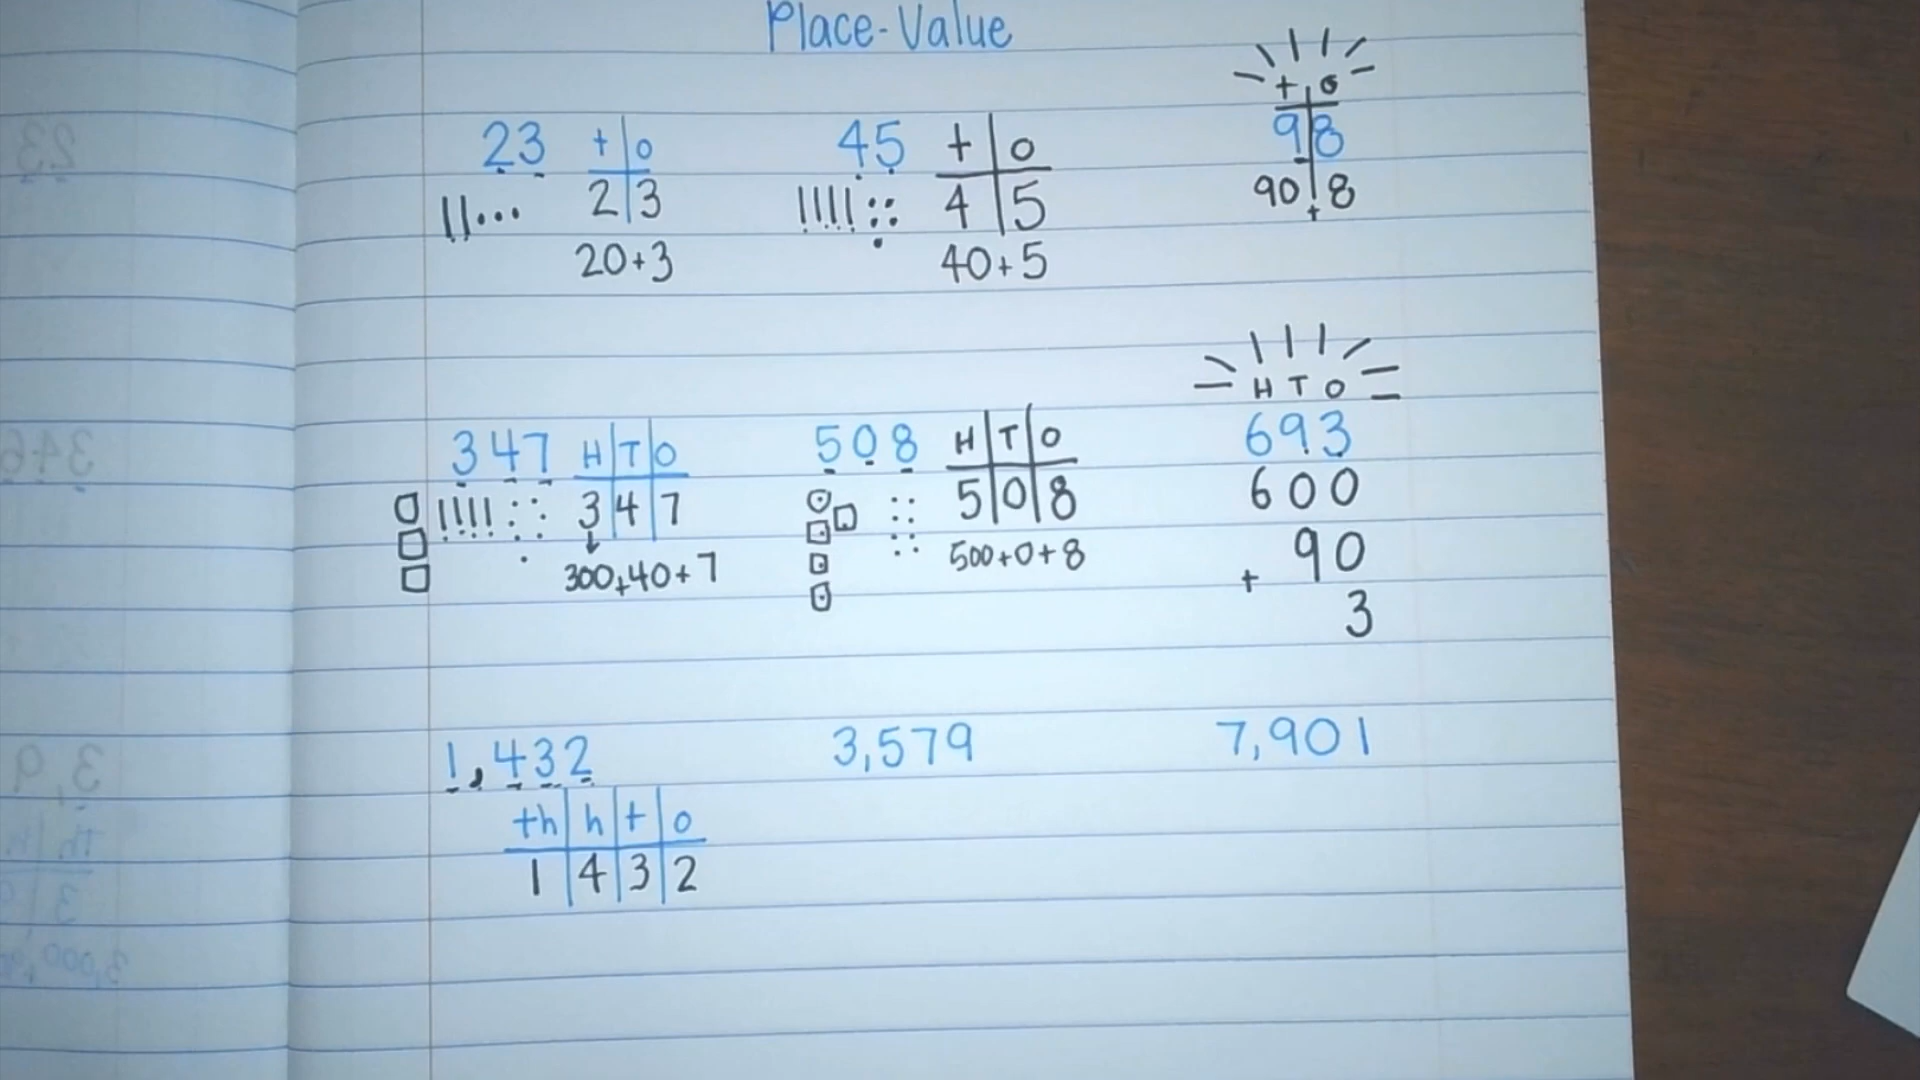 Place-Value
23 t o
2 3
20+3
45 t o
4 5
40+5
t o
98
90+8
347 H T O
3 4 7
300+40+7
508 H T O
5 0 8
500+0+8
H T O
693
600
90
+ 3
1,432
th h t o
1 4 3 2
3,579
7,901